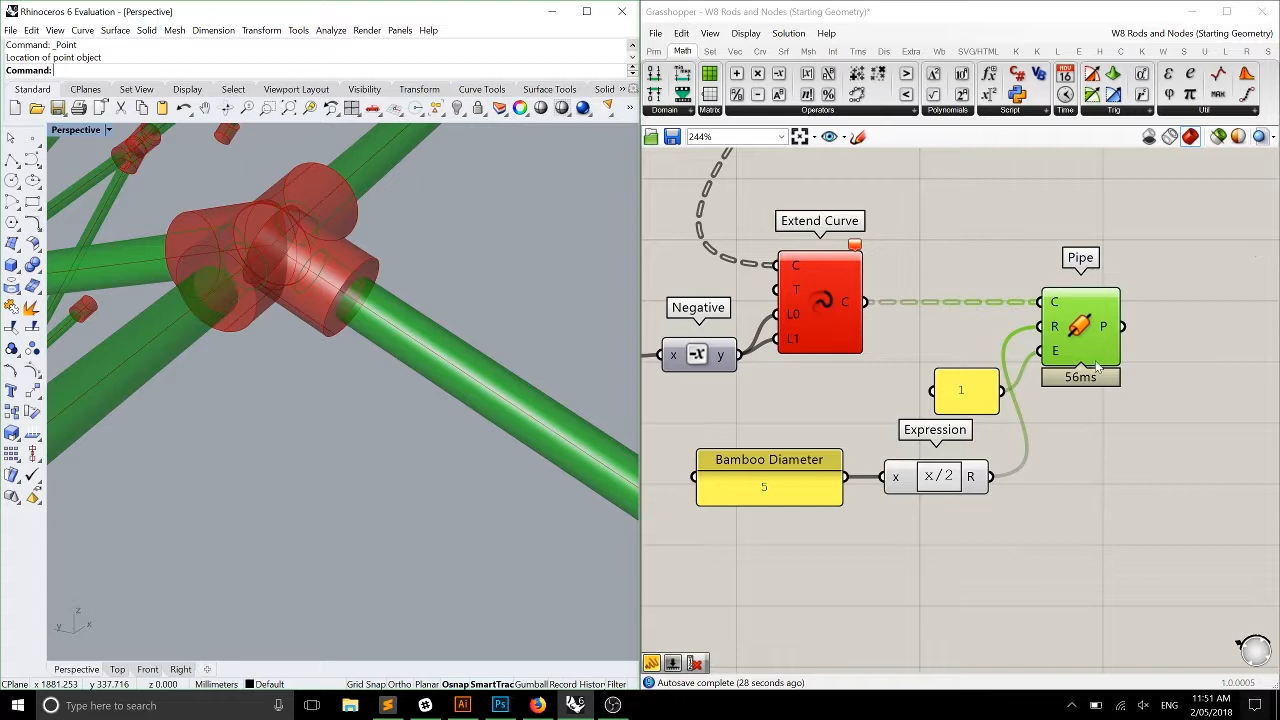 Rhinoceros 6 Evaluation - [Perspective]
File Edit View Curve Surface Solid Mesh Dimension Transform Tools Analyze Render Panels Help
Command: _Point
Location of point object
Command:
Standard CPlanes Set View Display Select Viewport Layout Visibility Transform Curve Tools Surface Tools Solid »
Perspective
z
y x
Perspective Top Front Right
CPlane x 1881.253 y 337.716 z 0.000 Millimeters Default Grid Snap Ortho Planar Osnap SmartTrac Gumball Record History Filter
Grasshopper - W8 Rods and Nodes (Starting Geometry)*
File Edit View Display Solution Help W8 Rods and Nodes (Starting Geometry)*
Prm Math Set Vec Crv Srf Msh Int Trns Dis Extra Wb SVG/HTML K K L K L E S
Domain Matrix Operators Polynomials Script Time Trig Util
244%
Extend Curve
C
T
L0
L1
C
Negative
x -x y
Pipe
C
R
E
P
56ms
1
Expression
x x/2 R
Bamboo Diameter
5
Autosave complete (28 seconds ago) 1.0.0005
Type here to search
ENG
11:51 AM
2/05/2018